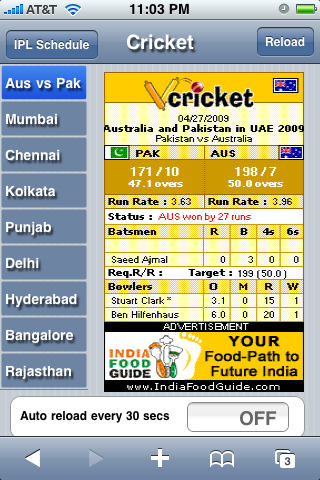 AT&T 11:03 PM
IPL Schedule Cricket Reload
Aus vs Pak
Mumbai
Chennai
Kolkata
Punjab
Delhi
Hyderabad
Bangalore
Rajasthan
Vcricket
04/27/2009
Australia and Pakistan in UAE 2009
Pakistan vs Australia
PAK AUS
171 / 10 198 / 7
47.1 overs 50.0 overs
Run Rate : 3.63 Run Rate : 3.96
Status : AUS won by 27 runs
Batsmen R B 4s 6s
Saeed Ajmal 0 3 0 0
Req.R/R : Target : 199 (50.0 )
Bowlers O M R W
Stuart Clark * 3.1 0 15 1
Ben Hilfenhaus 6.0 0 20 1
ADVERTISEMENT
INDIA
FOOD
GUIDE
YOUR
Food-Path to
Future India
www.IndiaFoodGuide.com
Auto reload every 30 secs OFF
3